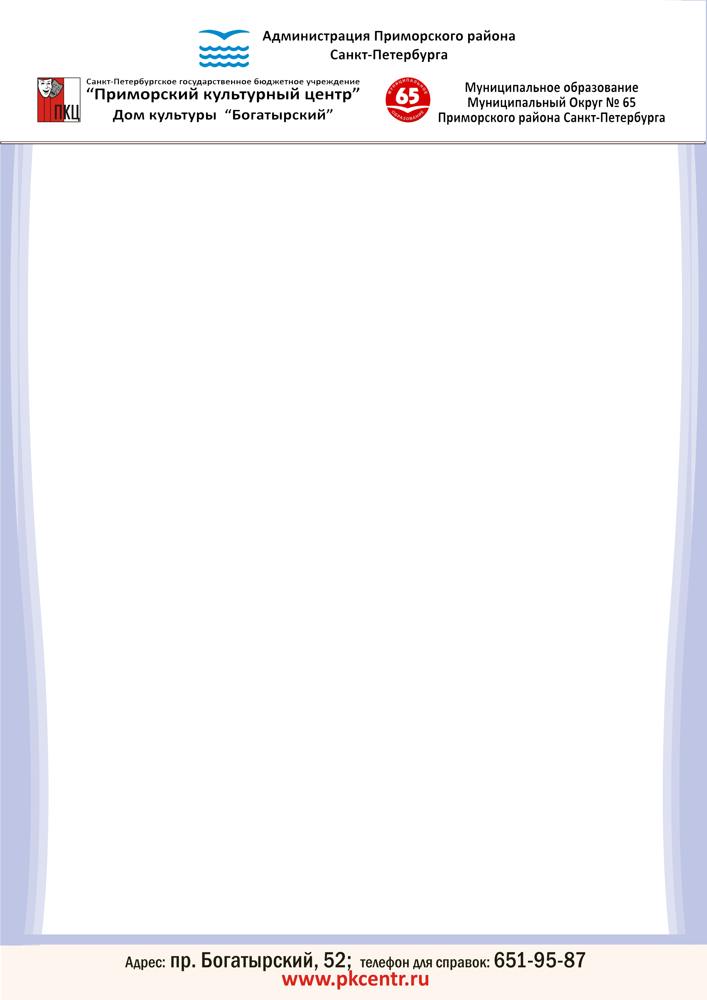 Администрация Приморского района
Санкт-Петербурга
Санкт-Петербургское государственное бюджетное учреждение
“Приморский культурный центр”
Дом культуры “Богатырский”
ПКЦ
МУНИЦИПАЛЬНОЕ
65
ОБРАЗОВАНИЕ
Муниципальное образование
Муниципальный Округ № 65
Приморского района Санкт-Петербурга
Адрес: пр. Богатырский, 52; телефон для справок: 651-95-87
www.pkcentr.ru